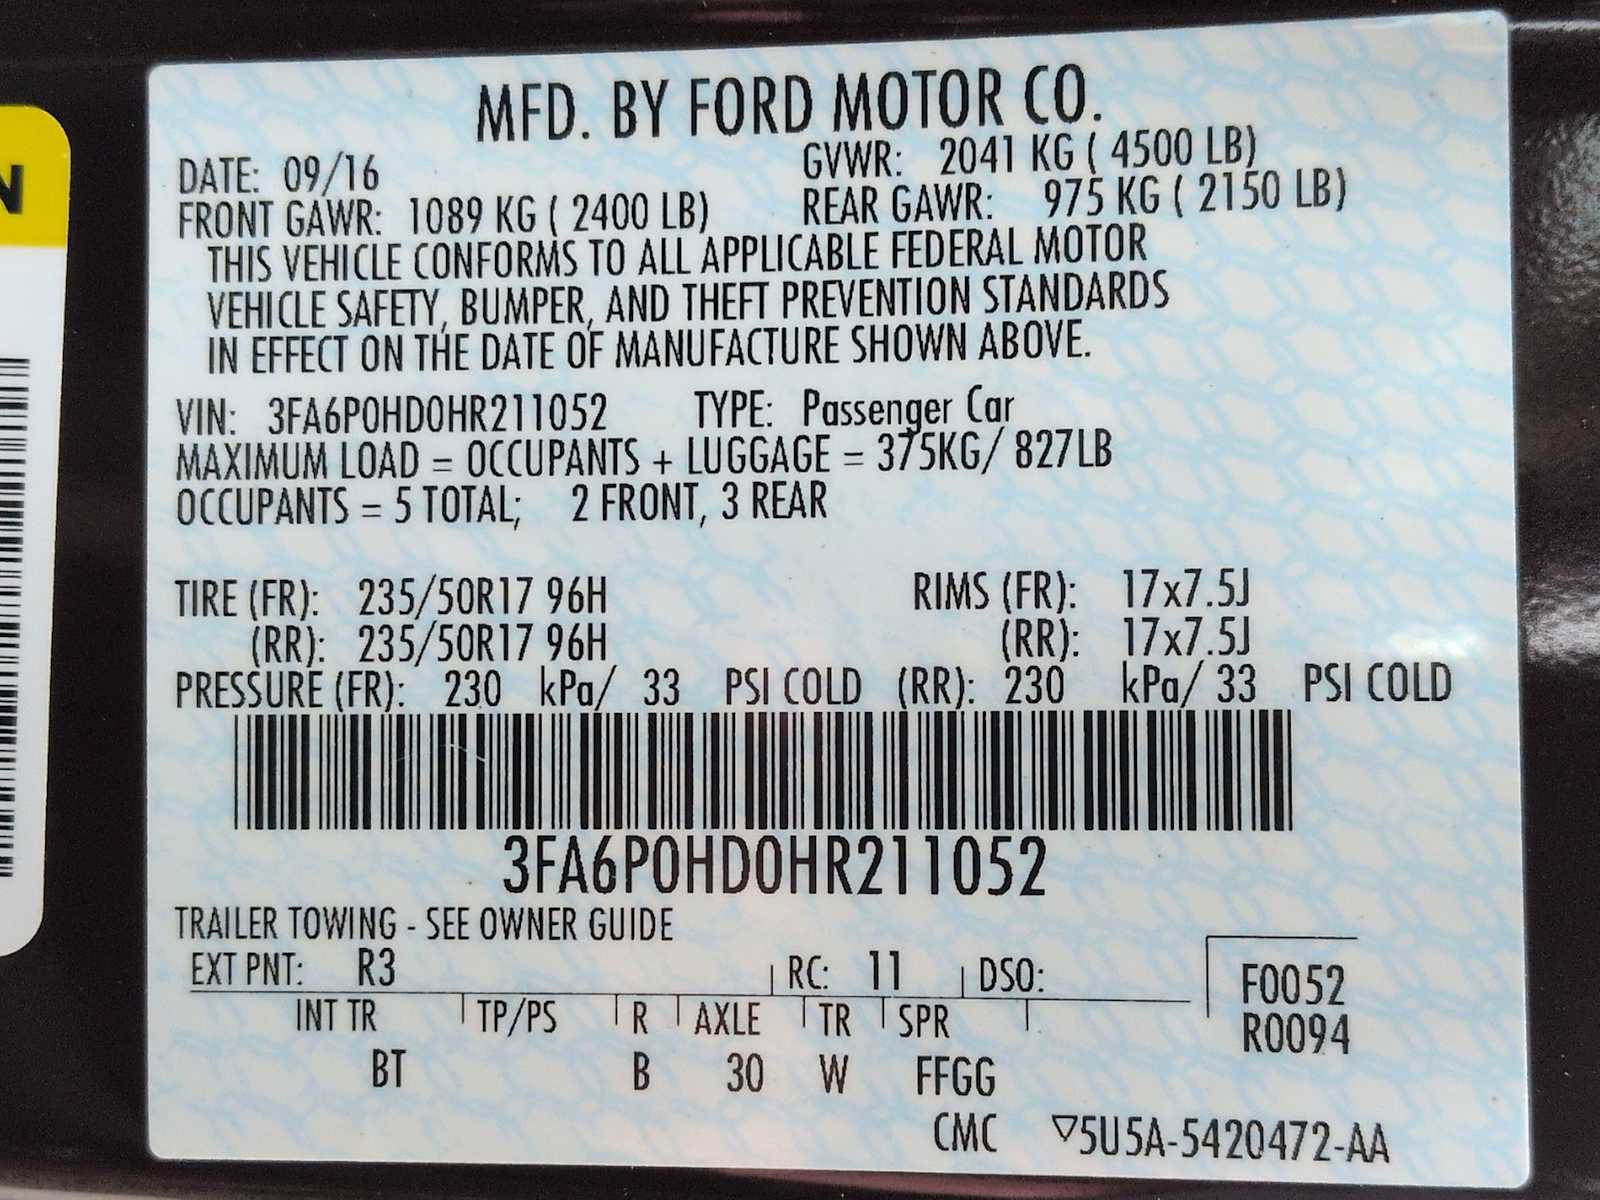 MFD. BY FORD MOTOR CO.
DATE: 09/16 GVWR: 2041 KG ( 4500 LB)
FRONT GAWR: 1089 KG ( 2400 LB) REAR GAWR: 975 KG ( 2150 LB)
THIS VEHICLE CONFORMS TO ALL APPLICABLE FEDERAL MOTOR
VEHICLE SAFETY, BUMPER, AND THEFT PREVENTION STANDARDS
IN EFFECT ON THE DATE OF MANUFACTURE SHOWN ABOVE.
VIN: 3FA6P0HD0HR211052 TYPE: Passenger Car
MAXIMUM LOAD = OCCUPANTS + LUGGAGE = 375KG/ 827LB
OCCUPANTS = 5 TOTAL; 2 FRONT, 3 REAR
TIRE (FR): 235/50R17 96H RIMS (FR): 17x7.5J
(RR): 235/50R17 96H (RR): 17x7.5J
PRESSURE (FR): 230 kPa/ 33 PSI COLD (RR): 230 kPa/ 33 PSI COLD
3FA6P0HD0HR211052
TRAILER TOWING - SEE OWNER GUIDE
EXT PNT: R3 RC: 11 DSO: F0052
INT TR TP/PS R AXLE TR SPR R0094
BT B 30 W FFGG
CMC ▽5U5A-5420472-AA
N